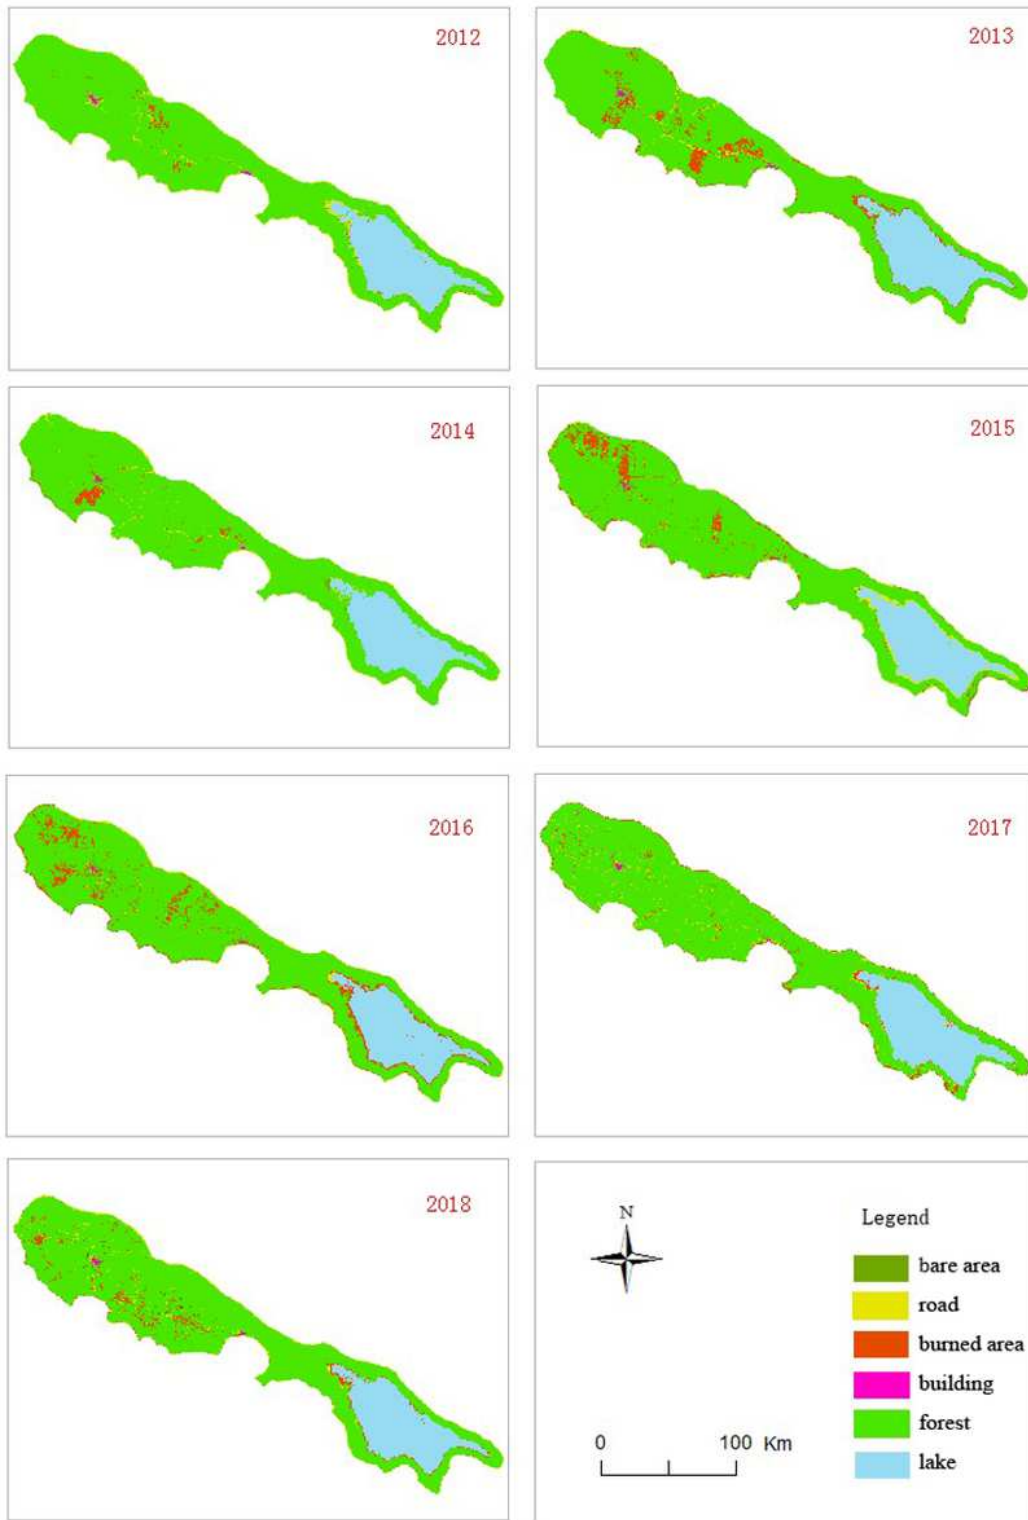 2012
2013
2014
2015
2016
2017
2018
N
Legend
bare area
road
burned area
building
forest
lake
0 100 Km